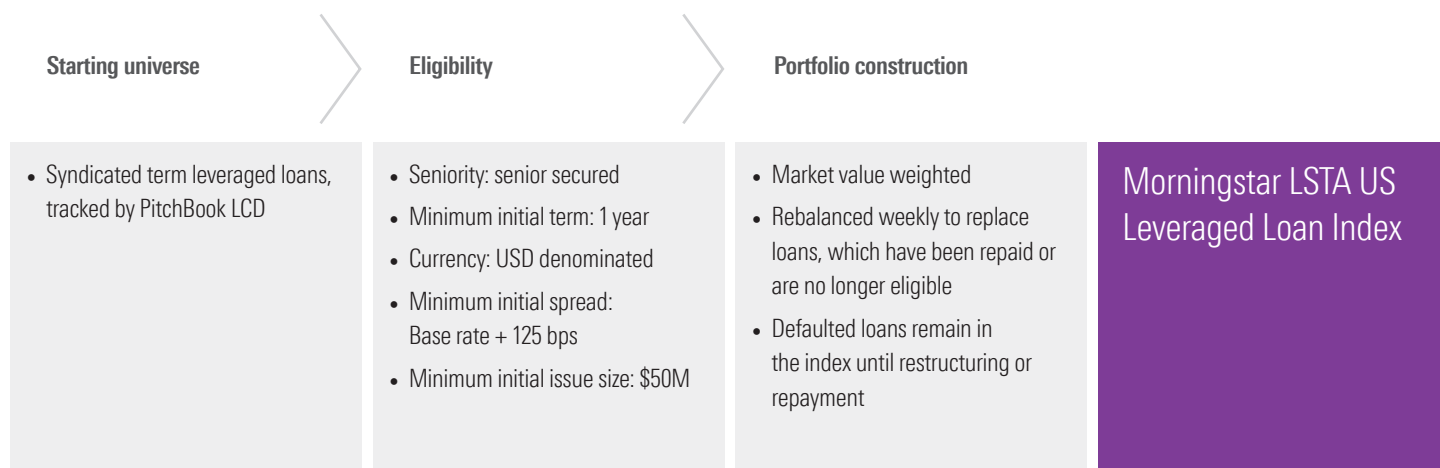 Starting universe
Eligibility
Portfolio construction
• Syndicated term leveraged loans,
tracked by PitchBook LCD
• Seniority: senior secured
• Minimum initial term: 1 year
• Currency: USD denominated
• Minimum initial spread:
Base rate + 125 bps
• Minimum initial issue size: $50M
• Market value weighted
• Rebalanced weekly to replace
loans, which have been repaid or
are no longer eligible
• Defaulted loans remain in
the index until restructuring or
repayment
Morningstar LSTA US
Leveraged Loan Index